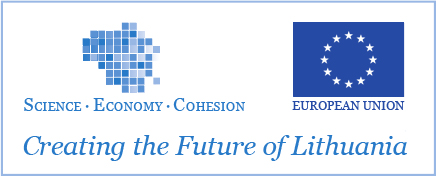 Science · Economy · Cohesion
EUROPEAN UNION
Creating the Future of Lithuania